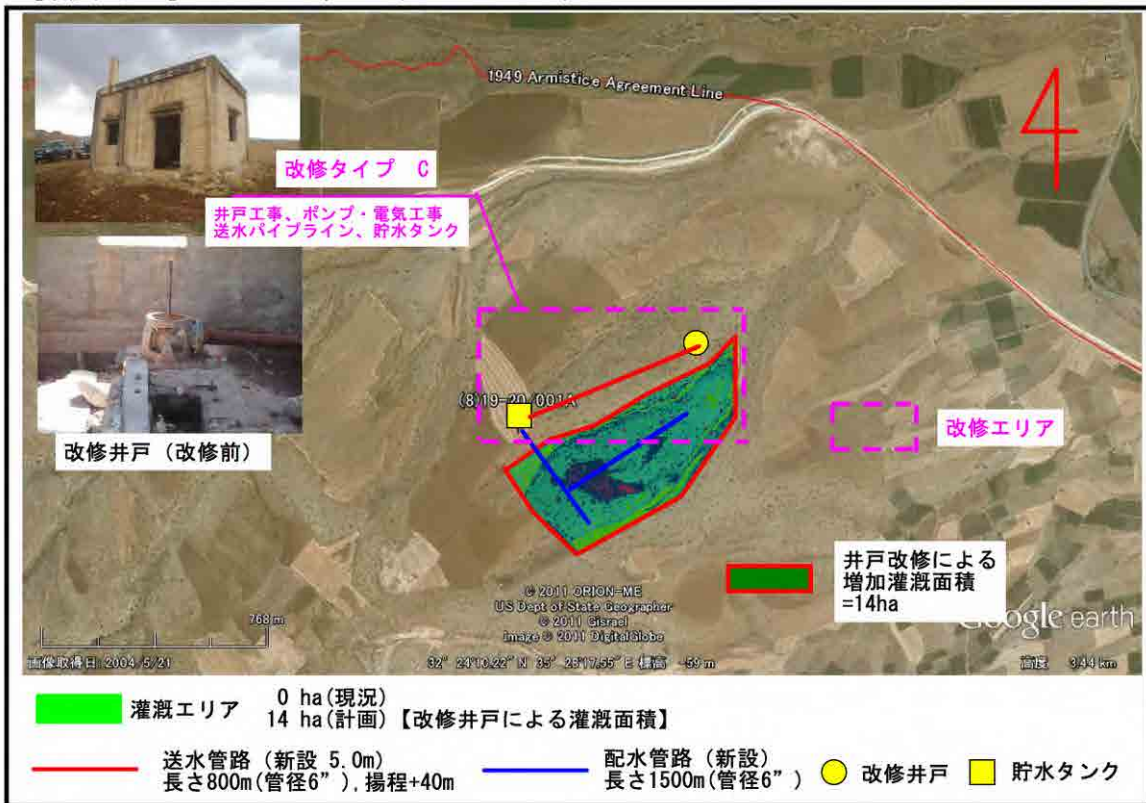 1949 Armistice Agreement Line
4
改修タイプ C
井戸工事、ポンプ・電気工事
送水パイプライン、貯水タンク
(8)19-20/001A
改修井戸（改修前）
改修エリア
井戸改修による
増加灌漑面積
=14ha
© 2011 ORION-ME
US Dept of State Geographer
© 2011 Gisrael
Image © 2011 DigitalGlobe
Google earth
768 m
画像取得日: 2004/5/21
32° 24'10.22" N 35° 28'17.55" E 標高 -59 m
高度 3.44 km
灌漑エリア 0 ha(現況)
14 ha(計画)【改修井戸による灌漑面積】
送水管路（新設 5.0m）
長さ800m(管径6"), 揚程+40m
配水管路（新設）
長さ1500m(管径6")
改修井戸
貯水タンク